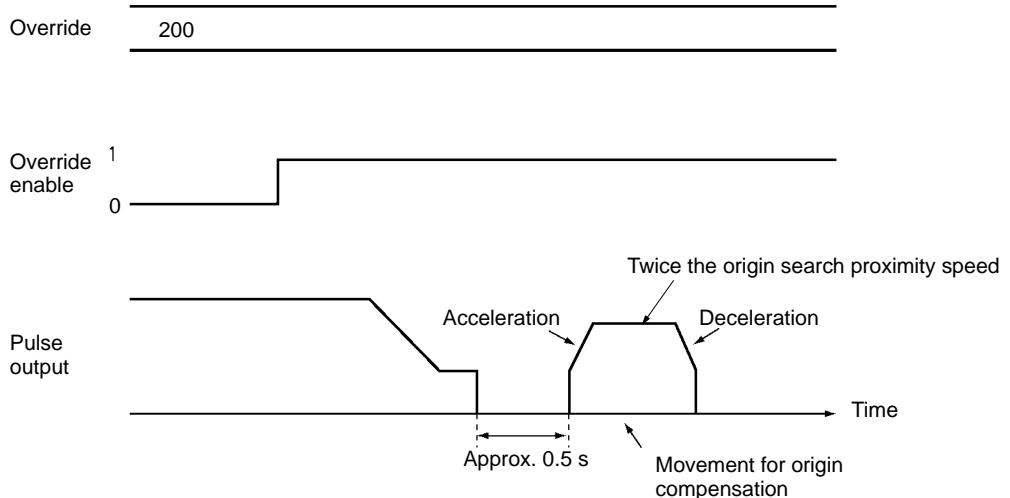 Override
200
Override
enable
1
0
Twice the origin search proximity speed
Acceleration
Deceleration
Pulse
output
Time
Approx. 0.5 s
Movement for origin
compensation